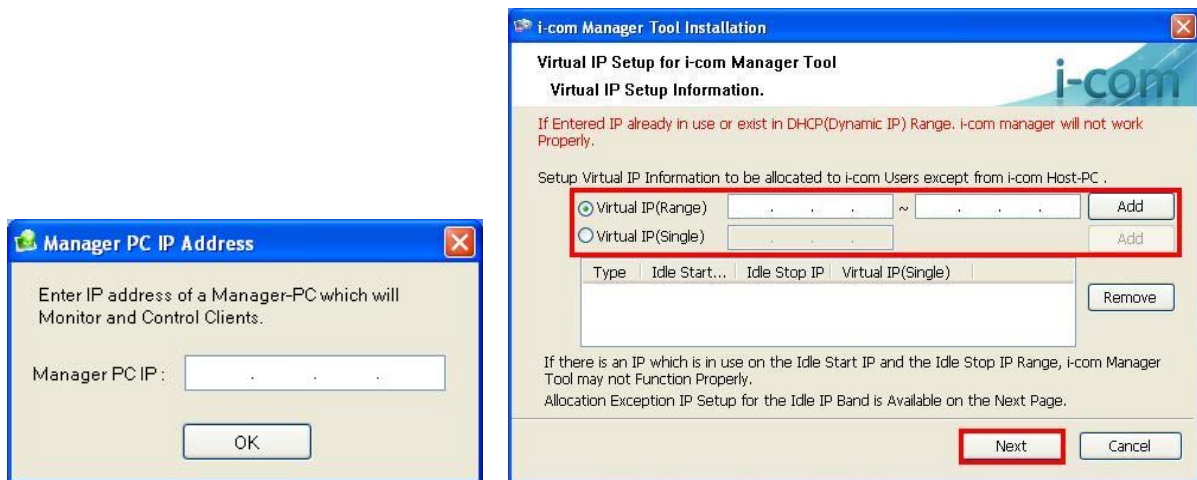 Manager PC IP Address
Enter IP address of a Manager-PC which will
Monitor and Control Clients.
Manager PC IP :
. . .
OK
i-com Manager Tool Installation
Virtual IP Setup for i-com Manager Tool
Virtual IP Setup Information.
i-com
If Entered IP already in use or exist in DHCP(Dynamic IP) Range. i-com manager will not work
Properly.
Setup Virtual IP Information to be allocated to i-com Users except from i-com Host-PC .
Virtual IP(Range) . . . ~ . . . Add
Virtual IP(Single) . . . Add
Type Idle Start... Idle Stop IP Virtual IP(Single)
Remove
If there is an IP which is in use on the Idle Start IP and the Idle Stop IP Range, i-com Manager
Tool may not Function Properly.
Allocation Exception IP Setup for the Idle IP Band is Available on the Next Page.
Next Cancel